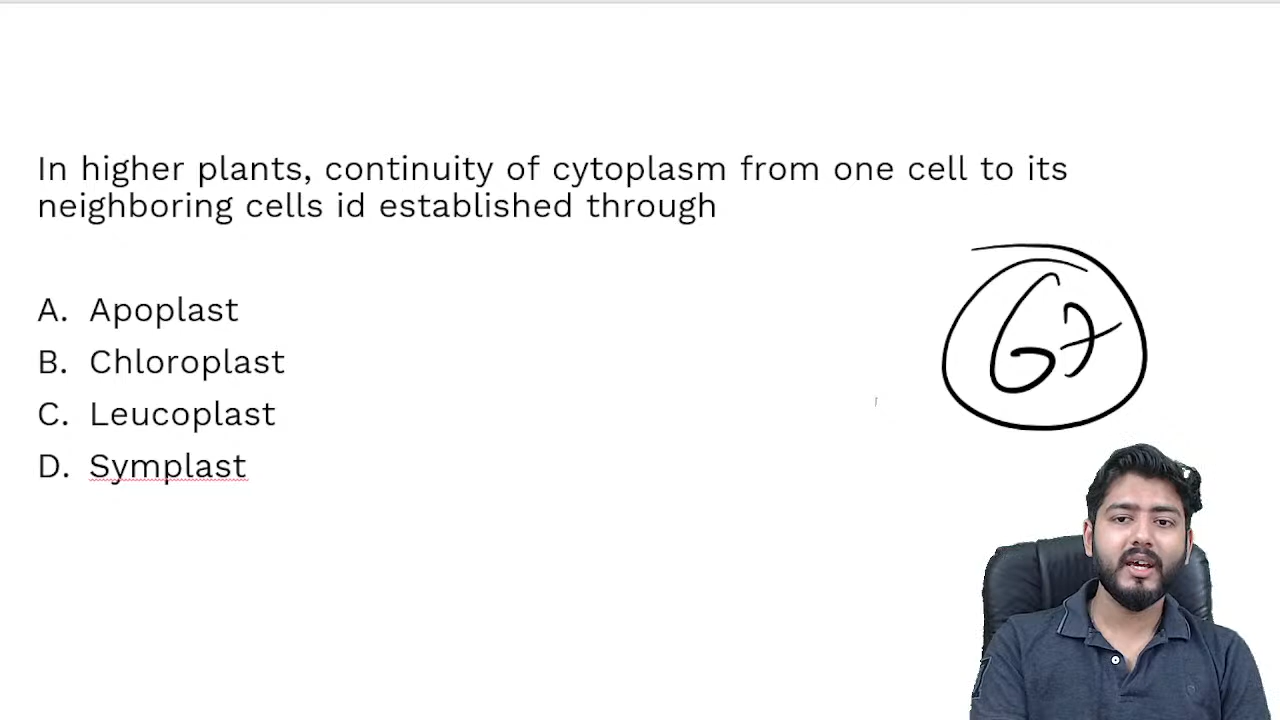 In higher plants, continuity of cytoplasm from one cell to its
neighboring cells id established through
67
A. Apoplast
B. Chloroplast
C. Leucoplast
D. Symplast